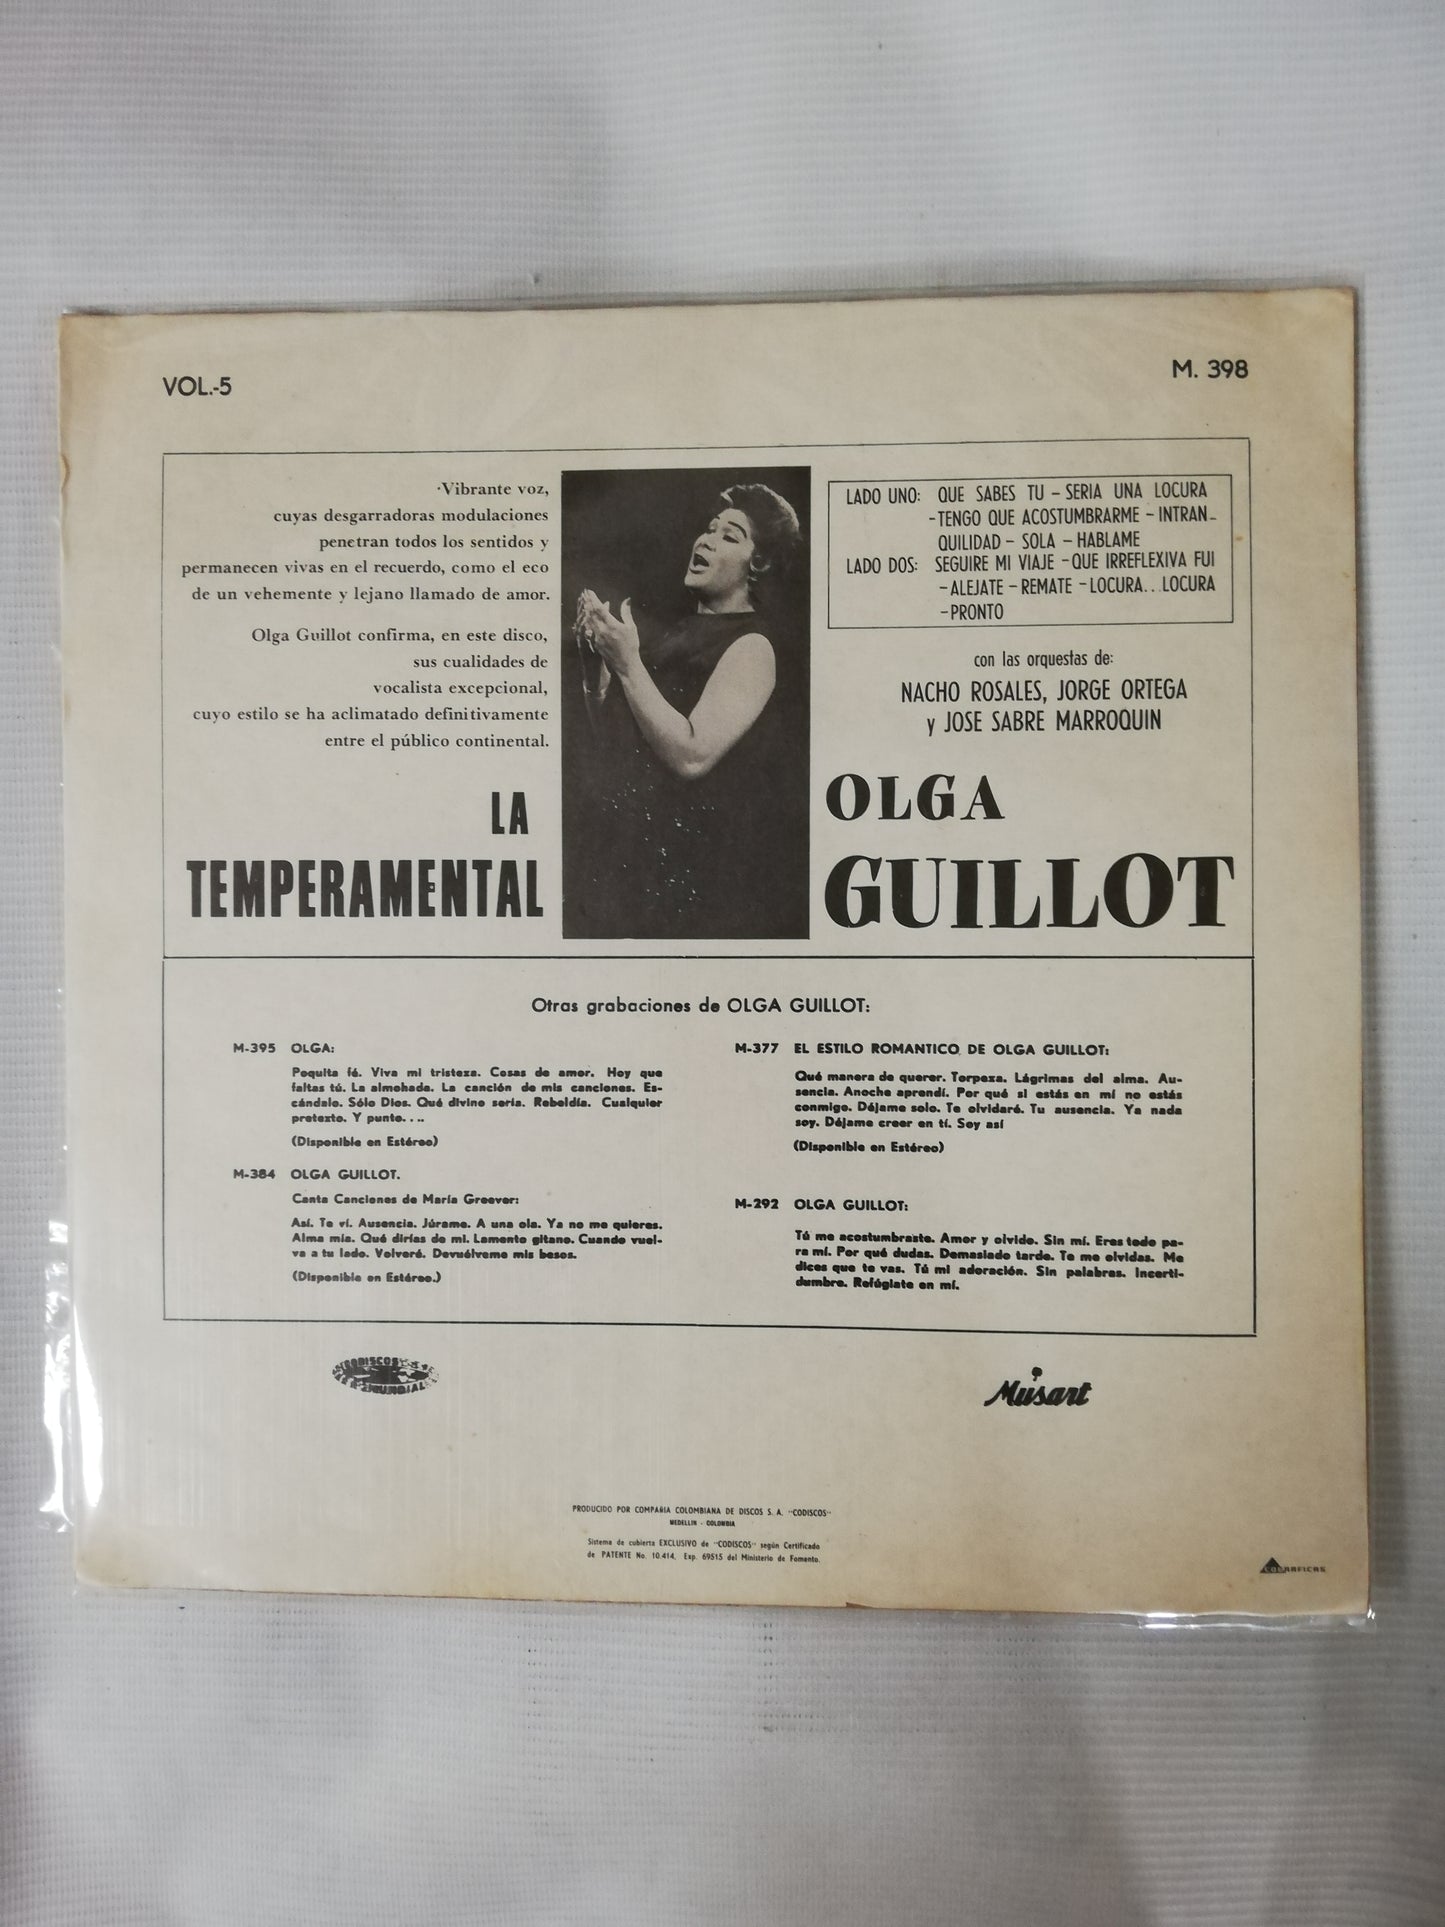 VOL.-5
M. 398
·Vibrante voz,
cuyas desgarradoras modulaciones
penetran todos los sentidos y
permanecen vivas en el recuerdo, como el eco
de un vehemente y lejano llamado de amor.
Olga Guillot confirma, en este disco,
sus cualidades de
vocalista excepcional,
cuyo estilo se ha aclimatado definitivamente
entre el público continental.
LA
TEMPERAMENTAL
LADO UNO: QUE SABES TU - SERIA UNA LOCURA
-TENGO QUE ACOSTUMBRARME - INTRAN-
QUILIDAD - SOLA - HABLAME
LADO DOS: SEGUIRE MI VIAJE - QUE IRREFLEXIVA FUI
- ALEJATE - REMATE - LOCURA... LOCURA
- PRONTO
con las orquestas de:
NACHO ROSALES, JORGE ORTEGA
y JOSE SABRE MARROQUIN
OLGA
GUILLOT
Otras grabaciones de OLGA GUILLOT:
M-395 OLGA:
Poquita fé. Viva mi tristeza. Cosas de amor. Hoy que
faltas tú. La almohada. La canción de mis canciones. Es-
cándalo. Sólo Dios. Qué divino sería. Rebeldía. Cualquier
pretexto. Y punto....
(Disponible en Estéreo)
M-384 OLGA GUILLOT.
Canta Canciones de María Greever:
Así. Te ví. Ausencia. Júrame. A una ola. Ya no me quieres.
Alma mía. Qué dirías de mi. Lamento gitano. Cuando vuel-
va a tu lado. Volveré. Devuélveme mis besos.
(Disponible en Estéreo.)
M-377 EL ESTILO ROMANTICO DE OLGA GUILLOT:
Qué manera de querer. Torpeza. Lágrimas del alma. Au-
sencia. Anoche aprendí. Por qué si estás en mí no estás
conmigo. Déjame solo. Te olvidaré. Tu ausencia. Ya nada
soy. Déjame creer en tí. Soy así
(Disponible en Estéreo)
M-292 OLGA GUILLOT:
Tú me acostumbraste. Amor y olvido. Sin mí. Eres todo pa-
ra mí. Por qué dudas. Demasiado tarde. Te me olvidas. Me
dices que te vas. Tú mi adoración. Sin palabras. Incerti-
dumbre. Refúgiate en mí.
CODISCOS
MUNDIAL
Musart
PRODUCIDO POR COMPAÑIA COLOMBIANA DE DISCOS S. A. "CODISCOS"
MEDELLIN - COLOMBIA
Sistema de cubierta EXCLUSIVO de "CODISCOS" según Certificado
de PATENTE No. 10.414, Exp. 69515 del Ministerio de Fomento.